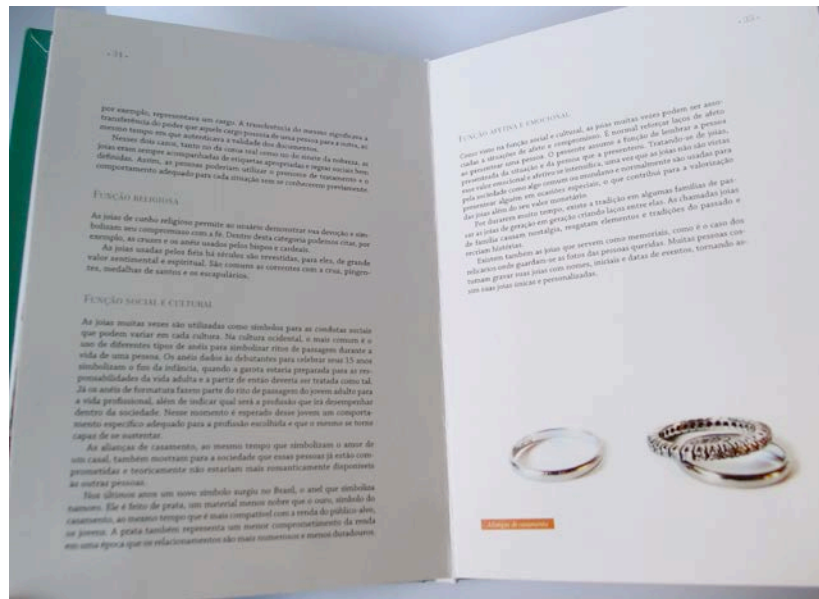 · 34 ·
por exemplo, representava um cargo. A transferência do mesmo significava a
transferência do poder que aquele cargo possuía de uma pessoa para a outra, ao
mesmo tempo em que autenticava a validade dos documentos.
Nesses dois casos, tanto no da coroa real como no do sinete da nobreza, as
joias eram sempre acompanhadas de etiquetas apropriadas e regras sociais bem
definidas. Assim, as pessoas poderiam utilizar o pronome de tratamento e o
comportamento adequado para cada situação sem se conhecerem previamente.
Função religiosa
As joias de cunho religioso permite ao usuário demonstrar sua devoção e sim-
bolizam seu compromisso com a fé. Dentro desta categoria podemos citar, por
exemplo, as cruzes e os anéis usados pelos bispos e cardeais.
As joias usadas pelos fiéis há séculos são revestidas, para eles, de grande
valor sentimental e espiritual. São comuns as correntes com a cruz, pingen-
tes, medalhas de santos e os escapulários.
Função social e cultural
As joias muitas vezes são utilizadas como símbolos para as condutas sociais
que podem variar em cada cultura. Na cultura ocidental, o mais comum é o
uso de diferentes tipos de anéis para simbolizar ritos de passagem durante a
vida de uma pessoa. Os anéis dados às debutantes para celebrar seus 15 anos
simbolizam o fim da infância, quando a garota estaria preparada para as res-
ponsabilidades da vida adulta e a partir de então deveria ser tratada como tal.
Já os anéis de formatura fazem parte do rito de passagem do jovem adulto para
a vida profissional, além de indicar qual será a profissão que irá desempenhar
dentro da sociedade. Nesse momento é esperado desse jovem um comporta-
mento específico adequado para a profissão escolhida e que o mesmo se torne
capaz de se sustentar.
As alianças de casamento, ao mesmo tempo que simbolizam o amor de
um casal, também mostram para a sociedade que essas pessoas já estão com-
prometidas e teoricamente não estariam mais romanticamente disponíveis
às outras pessoas.
Nos últimos anos um novo símbolo surgiu no Brasil, o anel que simboliza
namoro. Ele é feito de prata, um material menos nobre que o ouro, símbolo do
casamento, ao mesmo tempo que é mais compatível com a renda do público alvo,
os jovens. A prata também representa um menor comprometimento da renda
em uma época que os relacionamentos são mais numerosos e menos duradouros.
Função afetiva e emocional
Como visto na função social e cultural, as joias muitas vezes podem ser asso-
ciadas a situações de afeto e compromisso. É normal reforçar laços de afeto
ao presentear uma pessoa. O presente assume a função de lembrar a pessoa
presenteada da situação e da pessoa que a presenteou. Tratando-se de joias,
esse valor emocional e afetivo se intensifica, uma vez que as joias não são vistas
pela sociedade como algo comum ou mundano e normalmente são usadas para
presentear alguém em ocasiões especiais, o que contribui para a valorização
das joias além do seu valor monetário.
Por durarem muito tempo, existe a tradição em algumas famílias de pas-
sar as joias de geração em geração criando laços entre elas. As chamadas joias
de família causam nostalgia, resgatam elementos e tradições do passado e
recriam histórias.
Existem também as joias que servem como memoriais, como é o caso dos
relicários onde guardam-se as fotos das pessoas queridas. Muitas pessoas cos-
tumam gravar suas joias com nomes, iniciais e datas de eventos, tornando as-
sim suas joias únicas e personalizadas.
Alianças de casamento